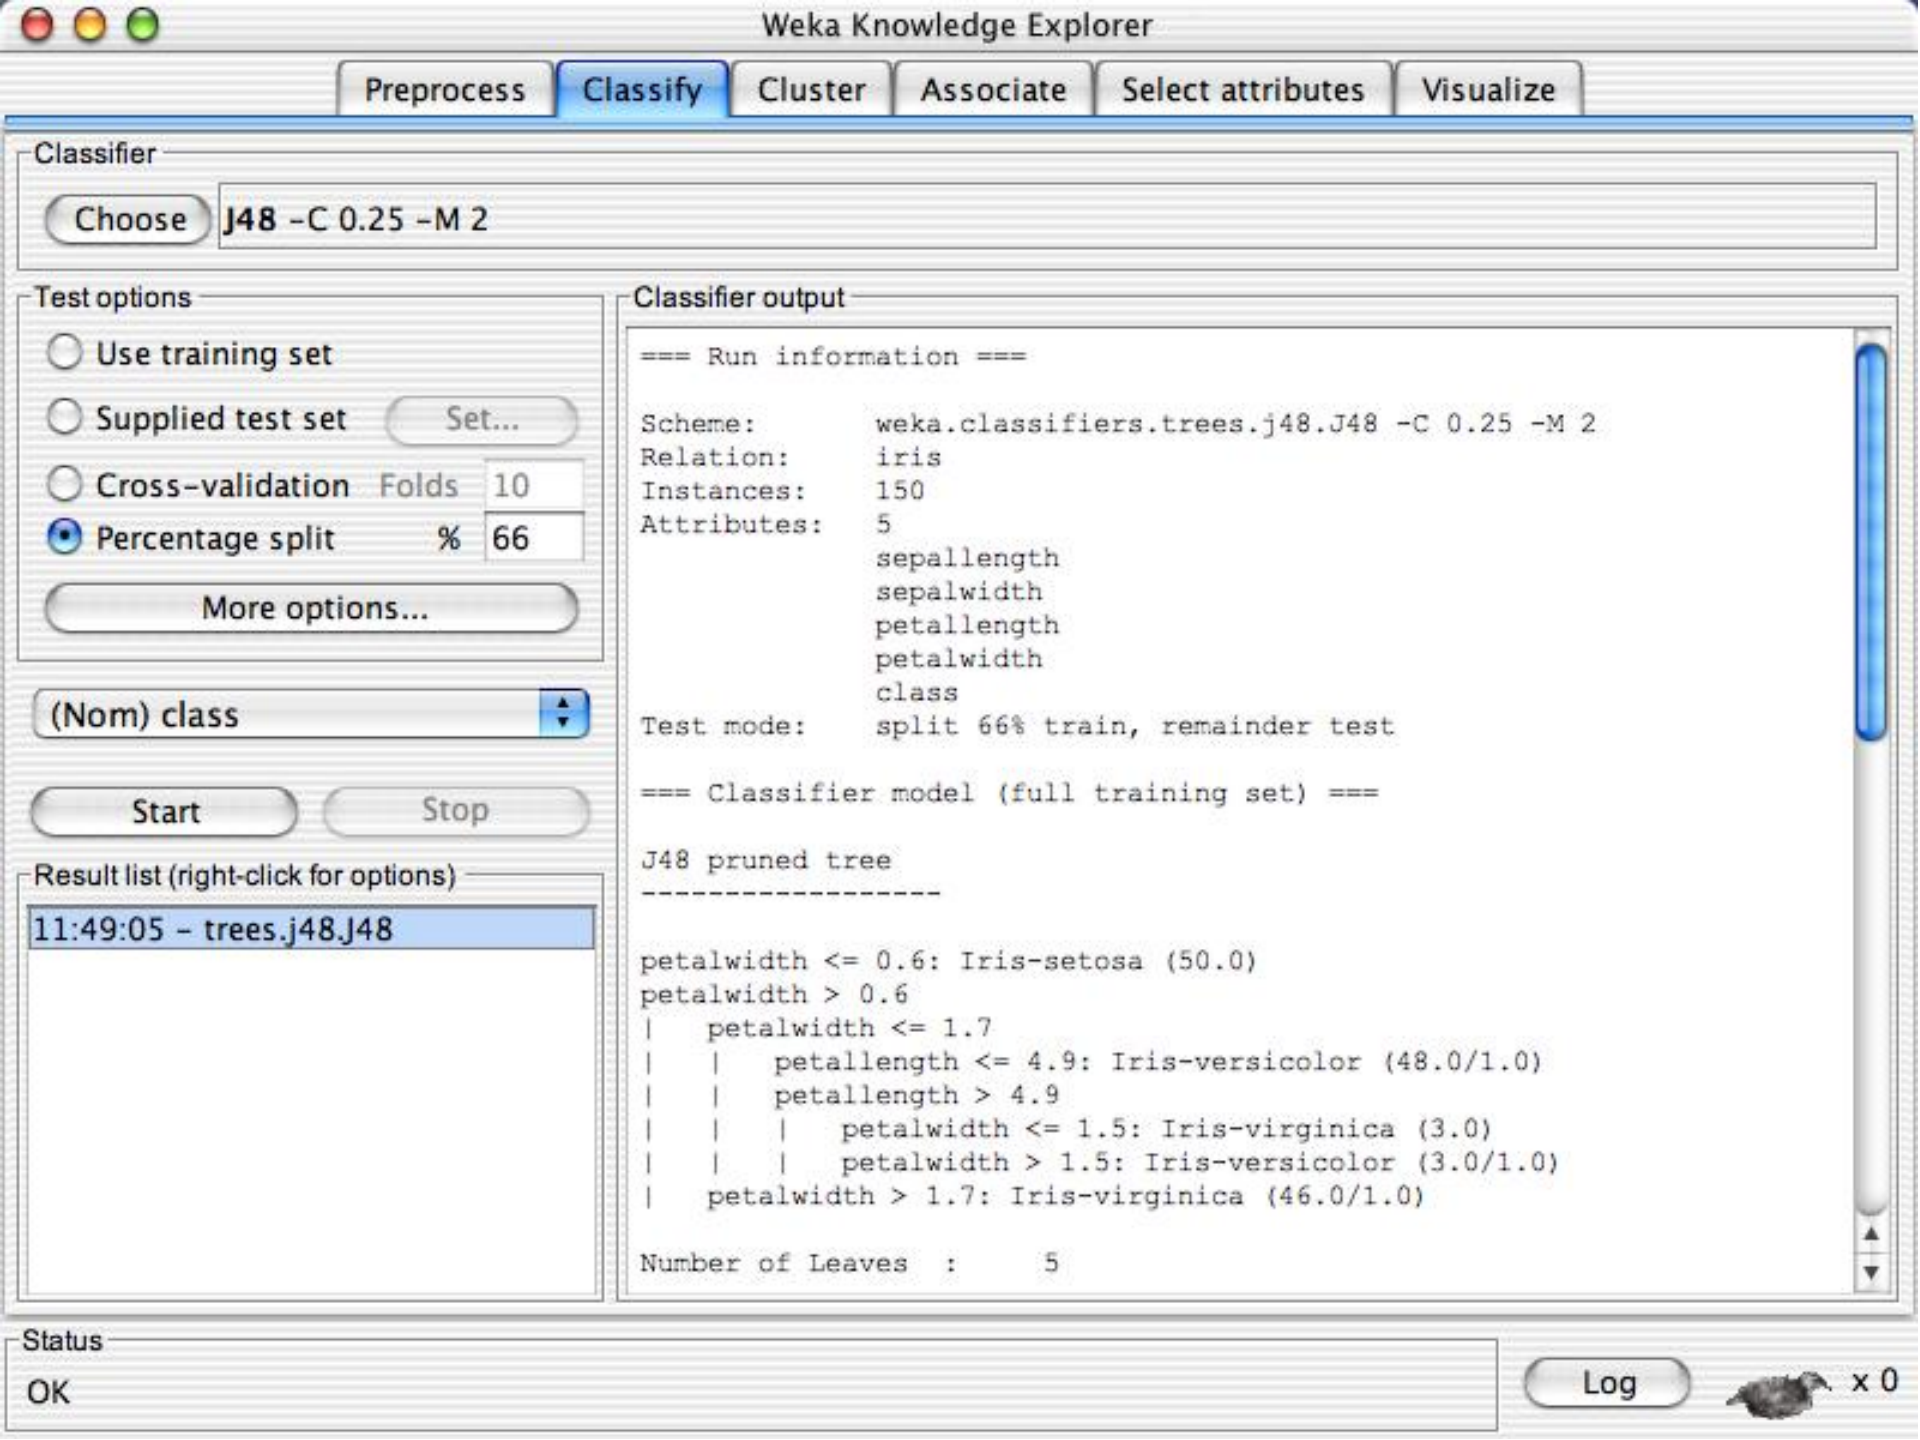 Weka Knowledge Explorer
Preprocess Classify Cluster Associate Select attributes Visualize
Classifier
Choose J48 -C 0.25 -M 2
Test options
Use training set
Supplied test set Set...
Cross-validation Folds 10
Percentage split % 66
More options...
(Nom) class
Start Stop
Result list (right-click for options)
11:49:05 - trees.j48.J48
Classifier output
=== Run information ===
Scheme: weka.classifiers.trees.j48.J48 -C 0.25 -M 2
Relation: iris
Instances: 150
Attributes: 5
sepallength
sepalwidth
petallength
petalwidth
class
Test mode: split 66% train, remainder test
=== Classifier model (full training set) ===
J48 pruned tree
------------------
petalwidth <= 0.6: Iris-setosa (50.0)
petalwidth > 0.6
|   petalwidth <= 1.7
|   |   petallength <= 4.9: Iris-versicolor (48.0/1.0)
|   |   petallength > 4.9
|   |   |   petalwidth <= 1.5: Iris-virginica (3.0)
|   |   |   petalwidth > 1.5: Iris-versicolor (3.0/1.0)
|   petalwidth > 1.7: Iris-virginica (46.0/1.0)
Number of Leaves : 5
Status
OK
Log x 0